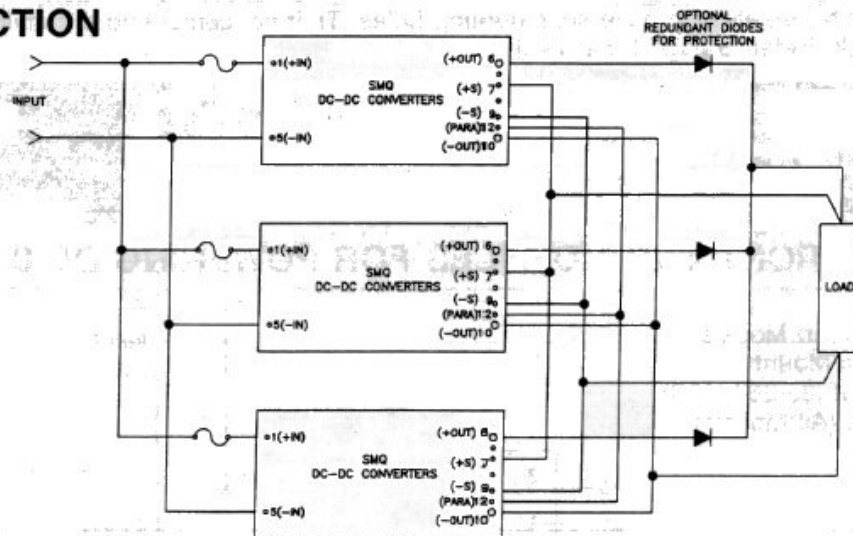 CTION
OPTIONAL
REDUNDANT DIODES
FOR PROTECTION
INPUT
1(+IN)
5(-IN)
SMQ
DC-DC CONVERTERS
(+OUT) 6
(+S) 7
(-S) 9
(PARA)12
(-OUT)10
1(+IN)
5(-IN)
SMQ
DC-DC CONVERTERS
(+OUT) 6
(+S) 7
(-S) 9
(PARA)12
(-OUT)10
LOAD
1(+IN)
5(-IN)
SMQ
DC-DC CONVERTERS
(+OUT) 6
(+S) 7
(-S) 9
(PARA)12
(-OUT)10